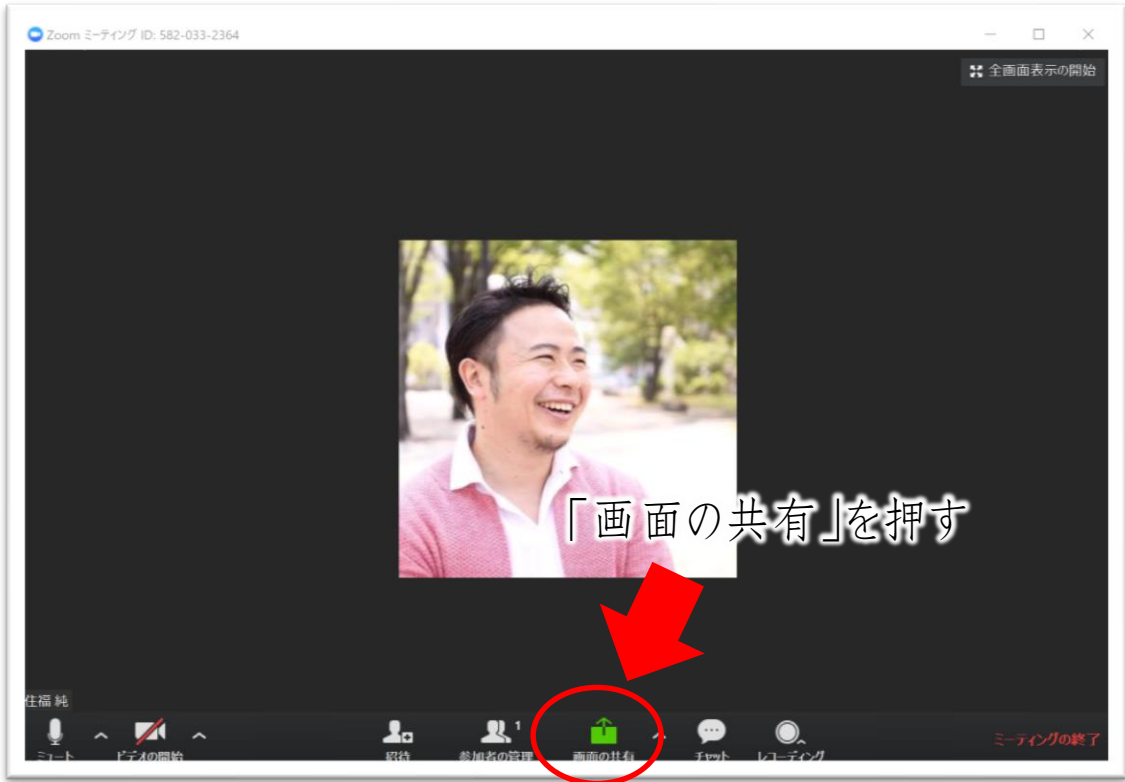 Zoom ミーティング ID: 582-033-2364
全画面表示の開始
「画面の共有」を押す
住福 純
ミュート
ビデオの開始
招待
参加者の管理
1
画面の共有
チャット
レコーディング
ミーティングの終了